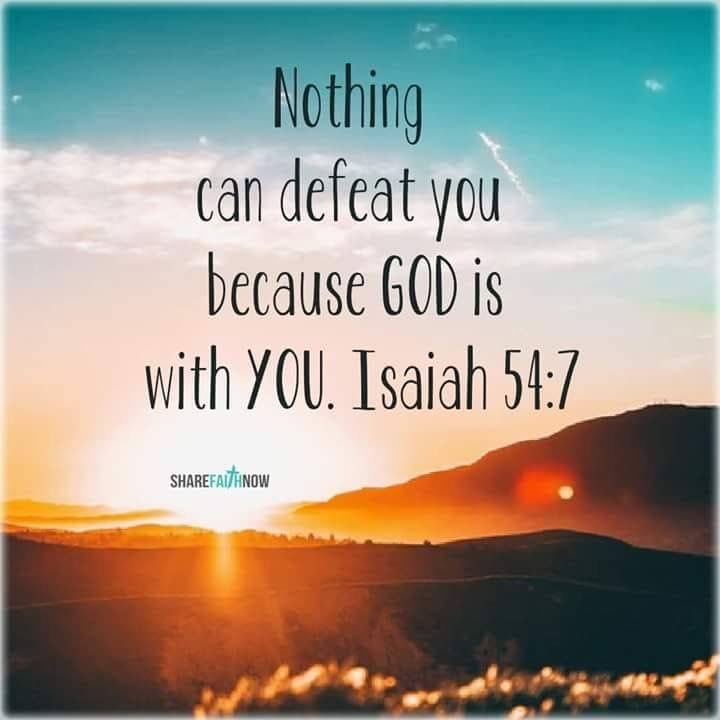 Nothing
can defeat you
because GOD is
with YOU. Isaiah 54:7
SHAREFAITHNOW